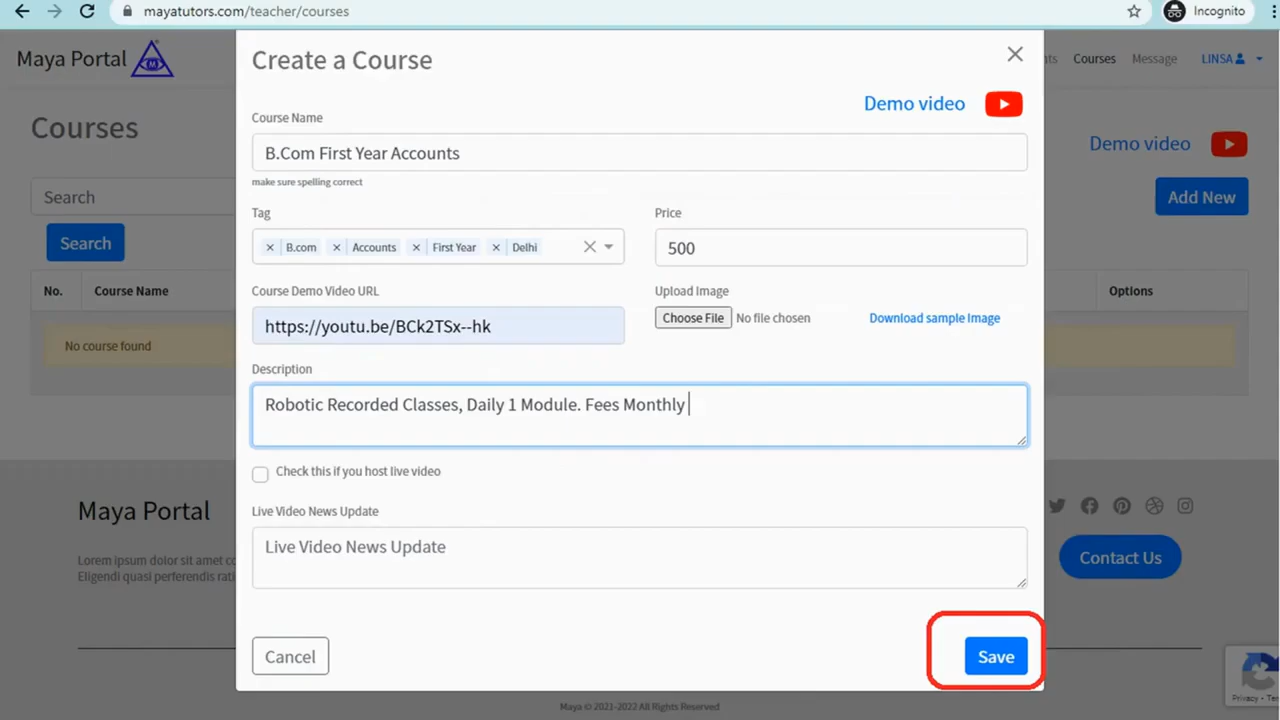 mayatutors.com/teacher/courses
Incognito
Maya Portal
Courses
Message
LINSA
Courses
Demo video
Search
Add New
Search
No.
Course Name
Options
No course found
Create a Course
Demo video
Course Name
B.Com First Year Accounts
make sure spelling correct
Tag
Price
B.com
Accounts
First Year
Delhi
500
Course Demo Video URL
Upload Image
https://youtu.be/BCk2TSx--hk
Choose File No file chosen
Download sample Image
Description
Robotic Recorded Classes, Daily 1 Module. Fees Monthly
Check this if you host live video
Live Video News Update
Live Video News Update
Cancel
Save
Maya Portal
Lorem ipsum dolor sit amet
Eligendi quasi perferendis
Contact Us
Maya © 2021-2022 All Rights Reserved
Privacy